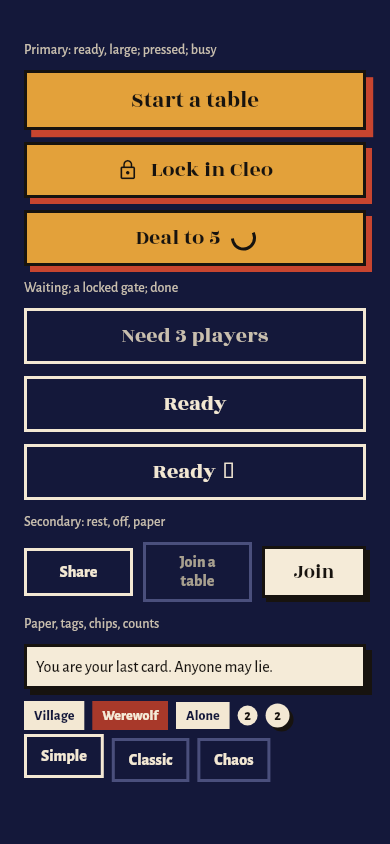 Primary: ready, large; pressed; busy
Start a table
Lock in Cleo
Deal to 5
Waiting; a locked gate; done
Need 3 players
Ready
Ready
Secondary: rest, off, paper
Share
Join a
table
Join
Paper, tags, chips, counts
You are your last card. Anyone may lie.
Village Werewolf Alone 2 2
Simple Classic Chaos